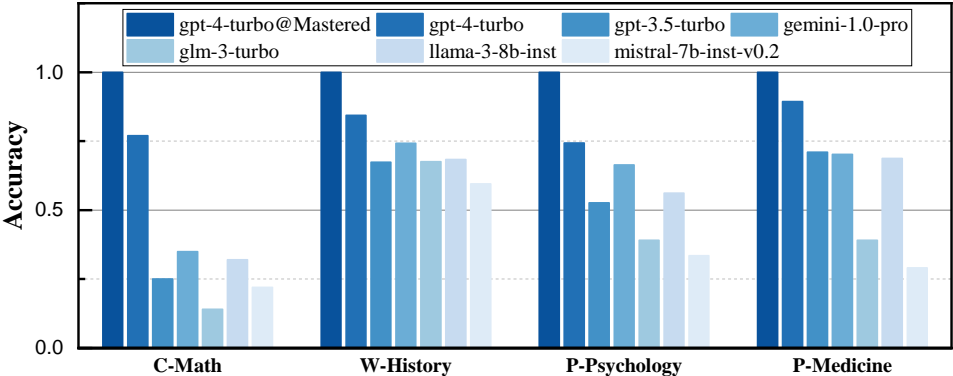 gpt-4-turbo@Mastered gpt-4-turbo gpt-3.5-turbo gemini-1.0-pro
glm-3-turbo llama-3-8b-inst mistral-7b-inst-v0.2
Accuracy
1.0
0.5
0.0
C-Math W-History P-Psychology P-Medicine